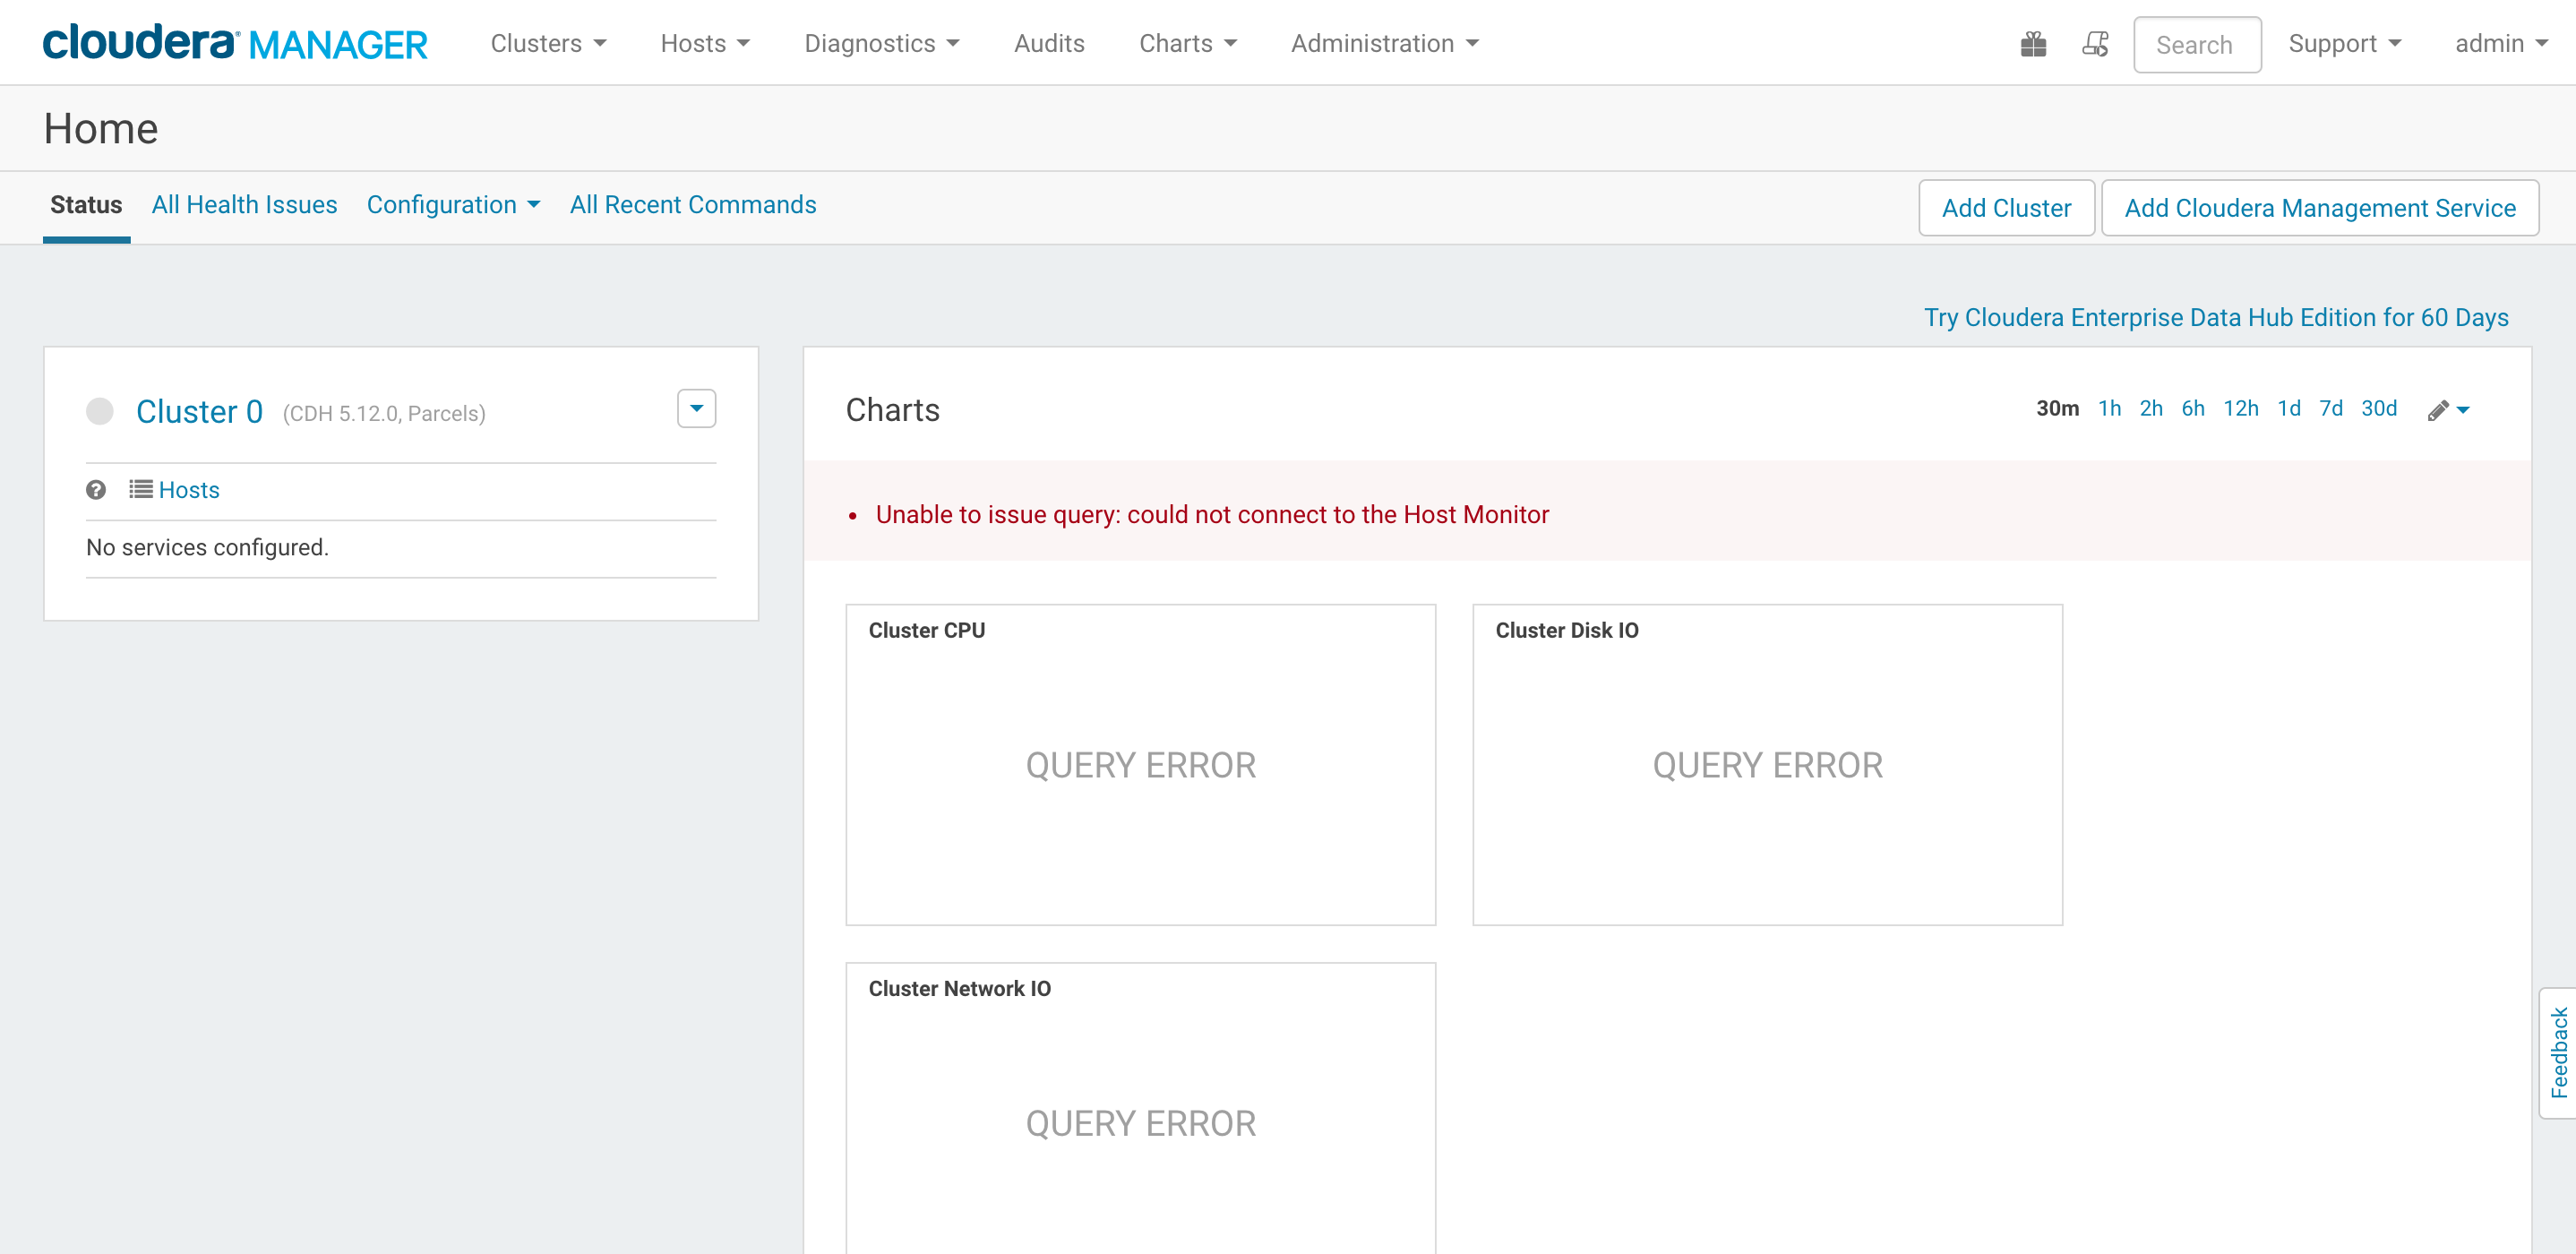 cloudera MANAGER Clusters Hosts Diagnostics Audits Charts Administration Search Support admin
Home
Status All Health Issues Configuration All Recent Commands Add Cluster Add Cloudera Management Service
Try Cloudera Enterprise Data Hub Edition for 60 Days
Cluster 0 (CDH 5.12.0, Parcels)
Hosts
No services configured.
Charts 30m 1h 2h 6h 12h 1d 7d 30d
• Unable to issue query: could not connect to the Host Monitor
Cluster CPU
QUERY ERROR
Cluster Disk IO
QUERY ERROR
Cluster Network IO
QUERY ERROR
Feedback